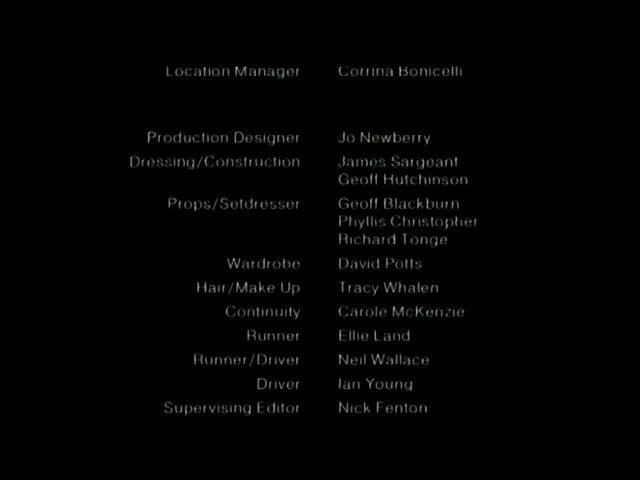 Location Manager Corrina Bonicelli
Production Designer Jo Newberry
Dressing/Construction James Sargeant
Geoff Hutchinson
Props/Setdresser Geoff Blackburn
Phyllis Christopher
Richard Tonge
Wardrobe David Potts
Hair/Make Up Tracy Whalen
Continuity Carole McKenzie
Runner Ellie Land
Runner/Driver Neil Wallace
Driver Ian Young
Supervising Editor Nick Fenton